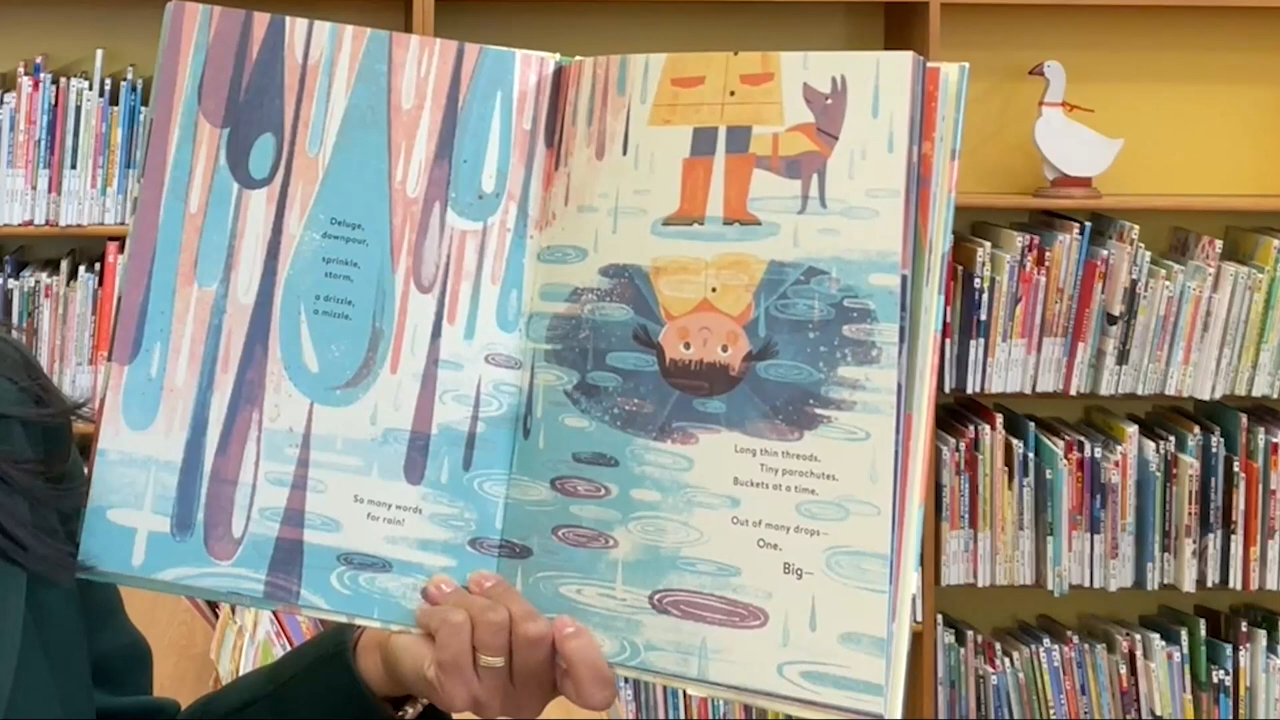 Deluge,
downpour,
sprinkle,
storm,
a drizzle,
a mizzle.
So many words
for rain!
Long thin threads.
Tiny parachutes.
Buckets at a time.
Out of many drops—
One.
Big—